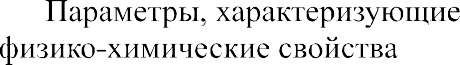 Параметры, характеризующие
физико-химические свойства